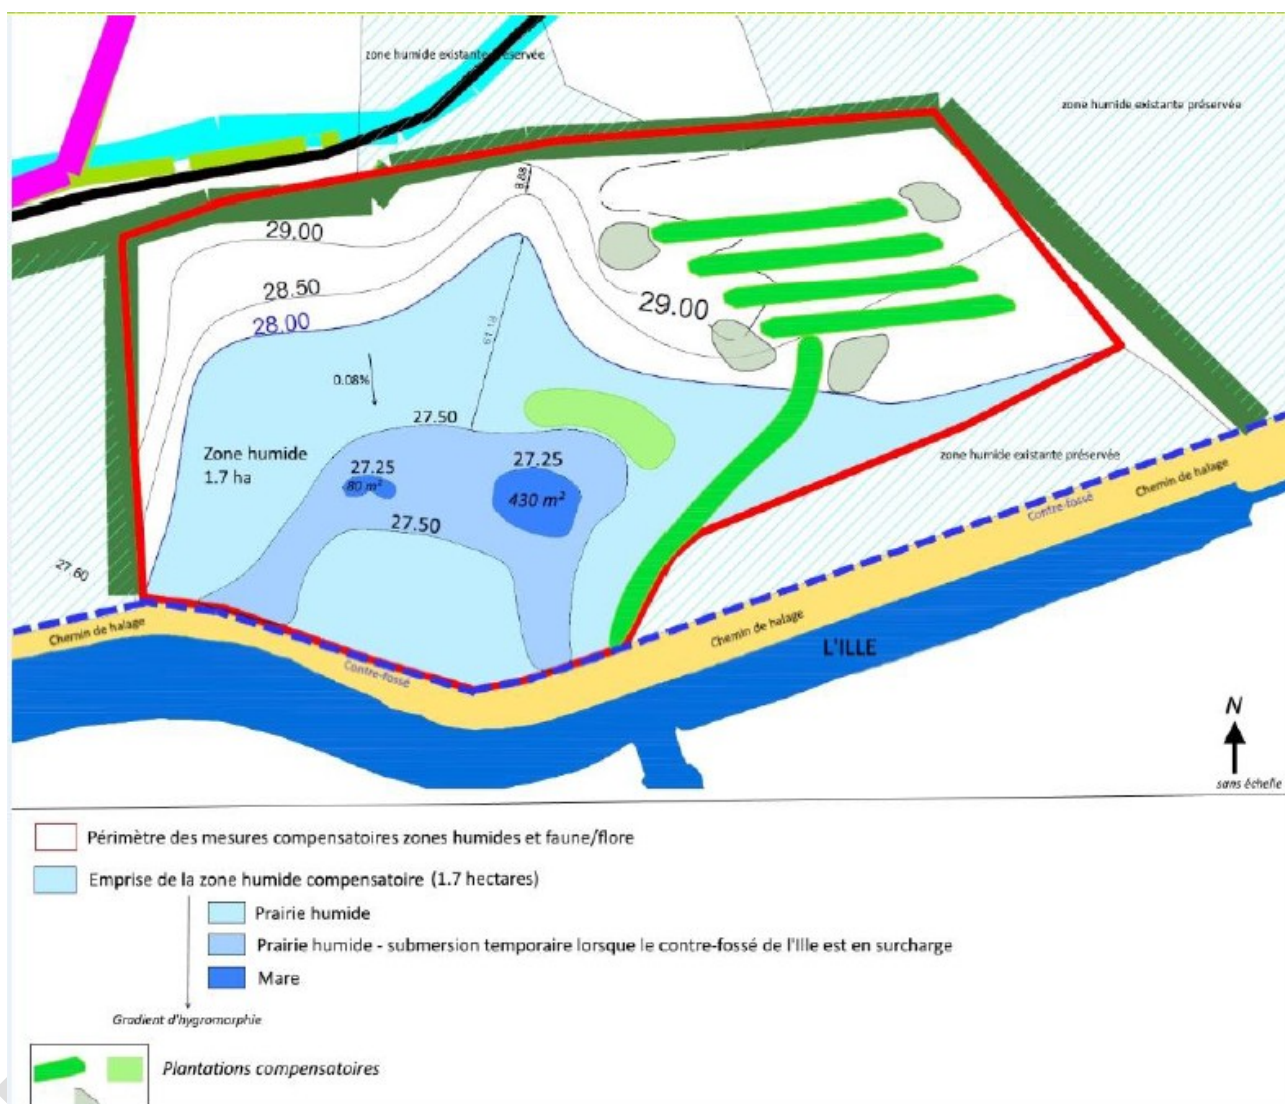 zone humide existante préservée
zone humide existante préservée
8.88
29.00
28.50
29.00
28.00
0.08%
27.50
Zone humide
1.7 ha
27.25
80 m²
27.25
430 m²
zone humide existante préservée
Chemin de halage
Contre-fossé
27.50
27.60
Chemin de halage
Chemin de halage
L'ILLE
Contre-fossé
N
sans échelle
Périmètre des mesures compensatoires zones humides et faune/flore
Emprise de la zone humide compensatoire (1.7 hectares)
Prairie humide
Prairie humide - submersion temporaire lorsque le contre-fossé de l'Ille est en surcharge
Mare
Gradient d'hygromorphie
Plantations compensatoires